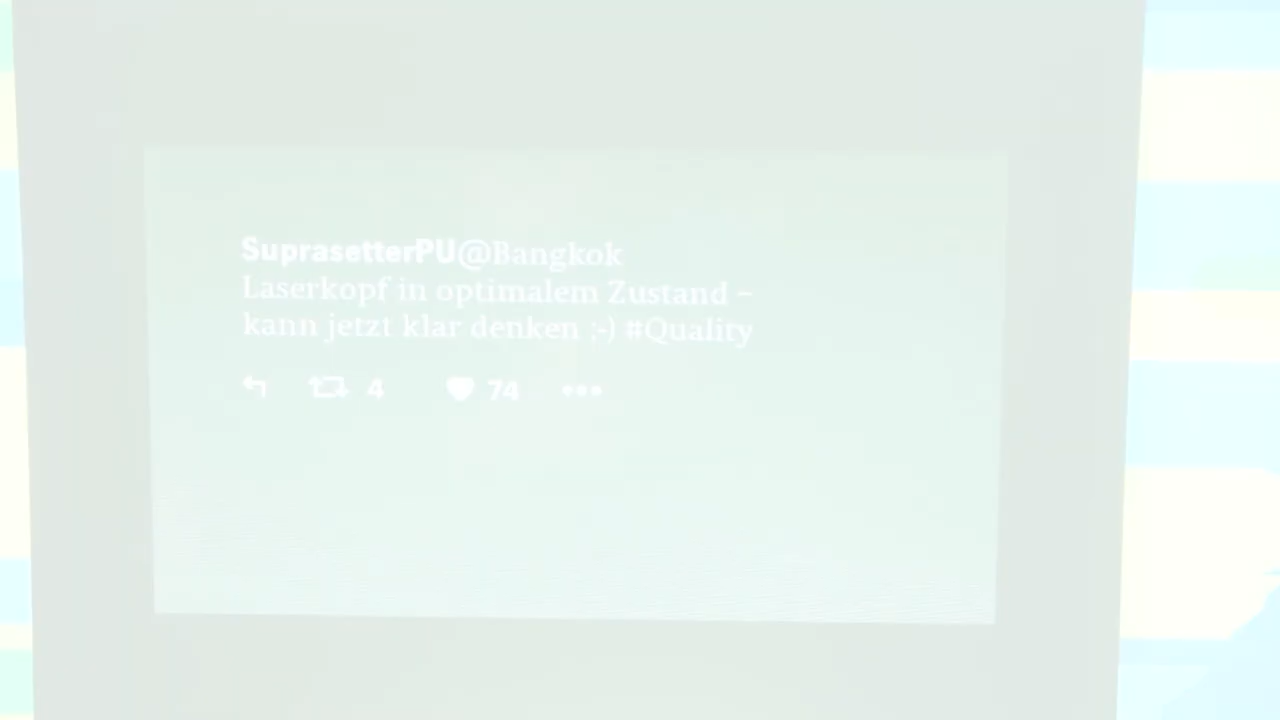 SuprasetterPU@Bangkok
Laserkopf in optimalem Zustand –
kann jetzt klar denken ;-) #Quality
4 74